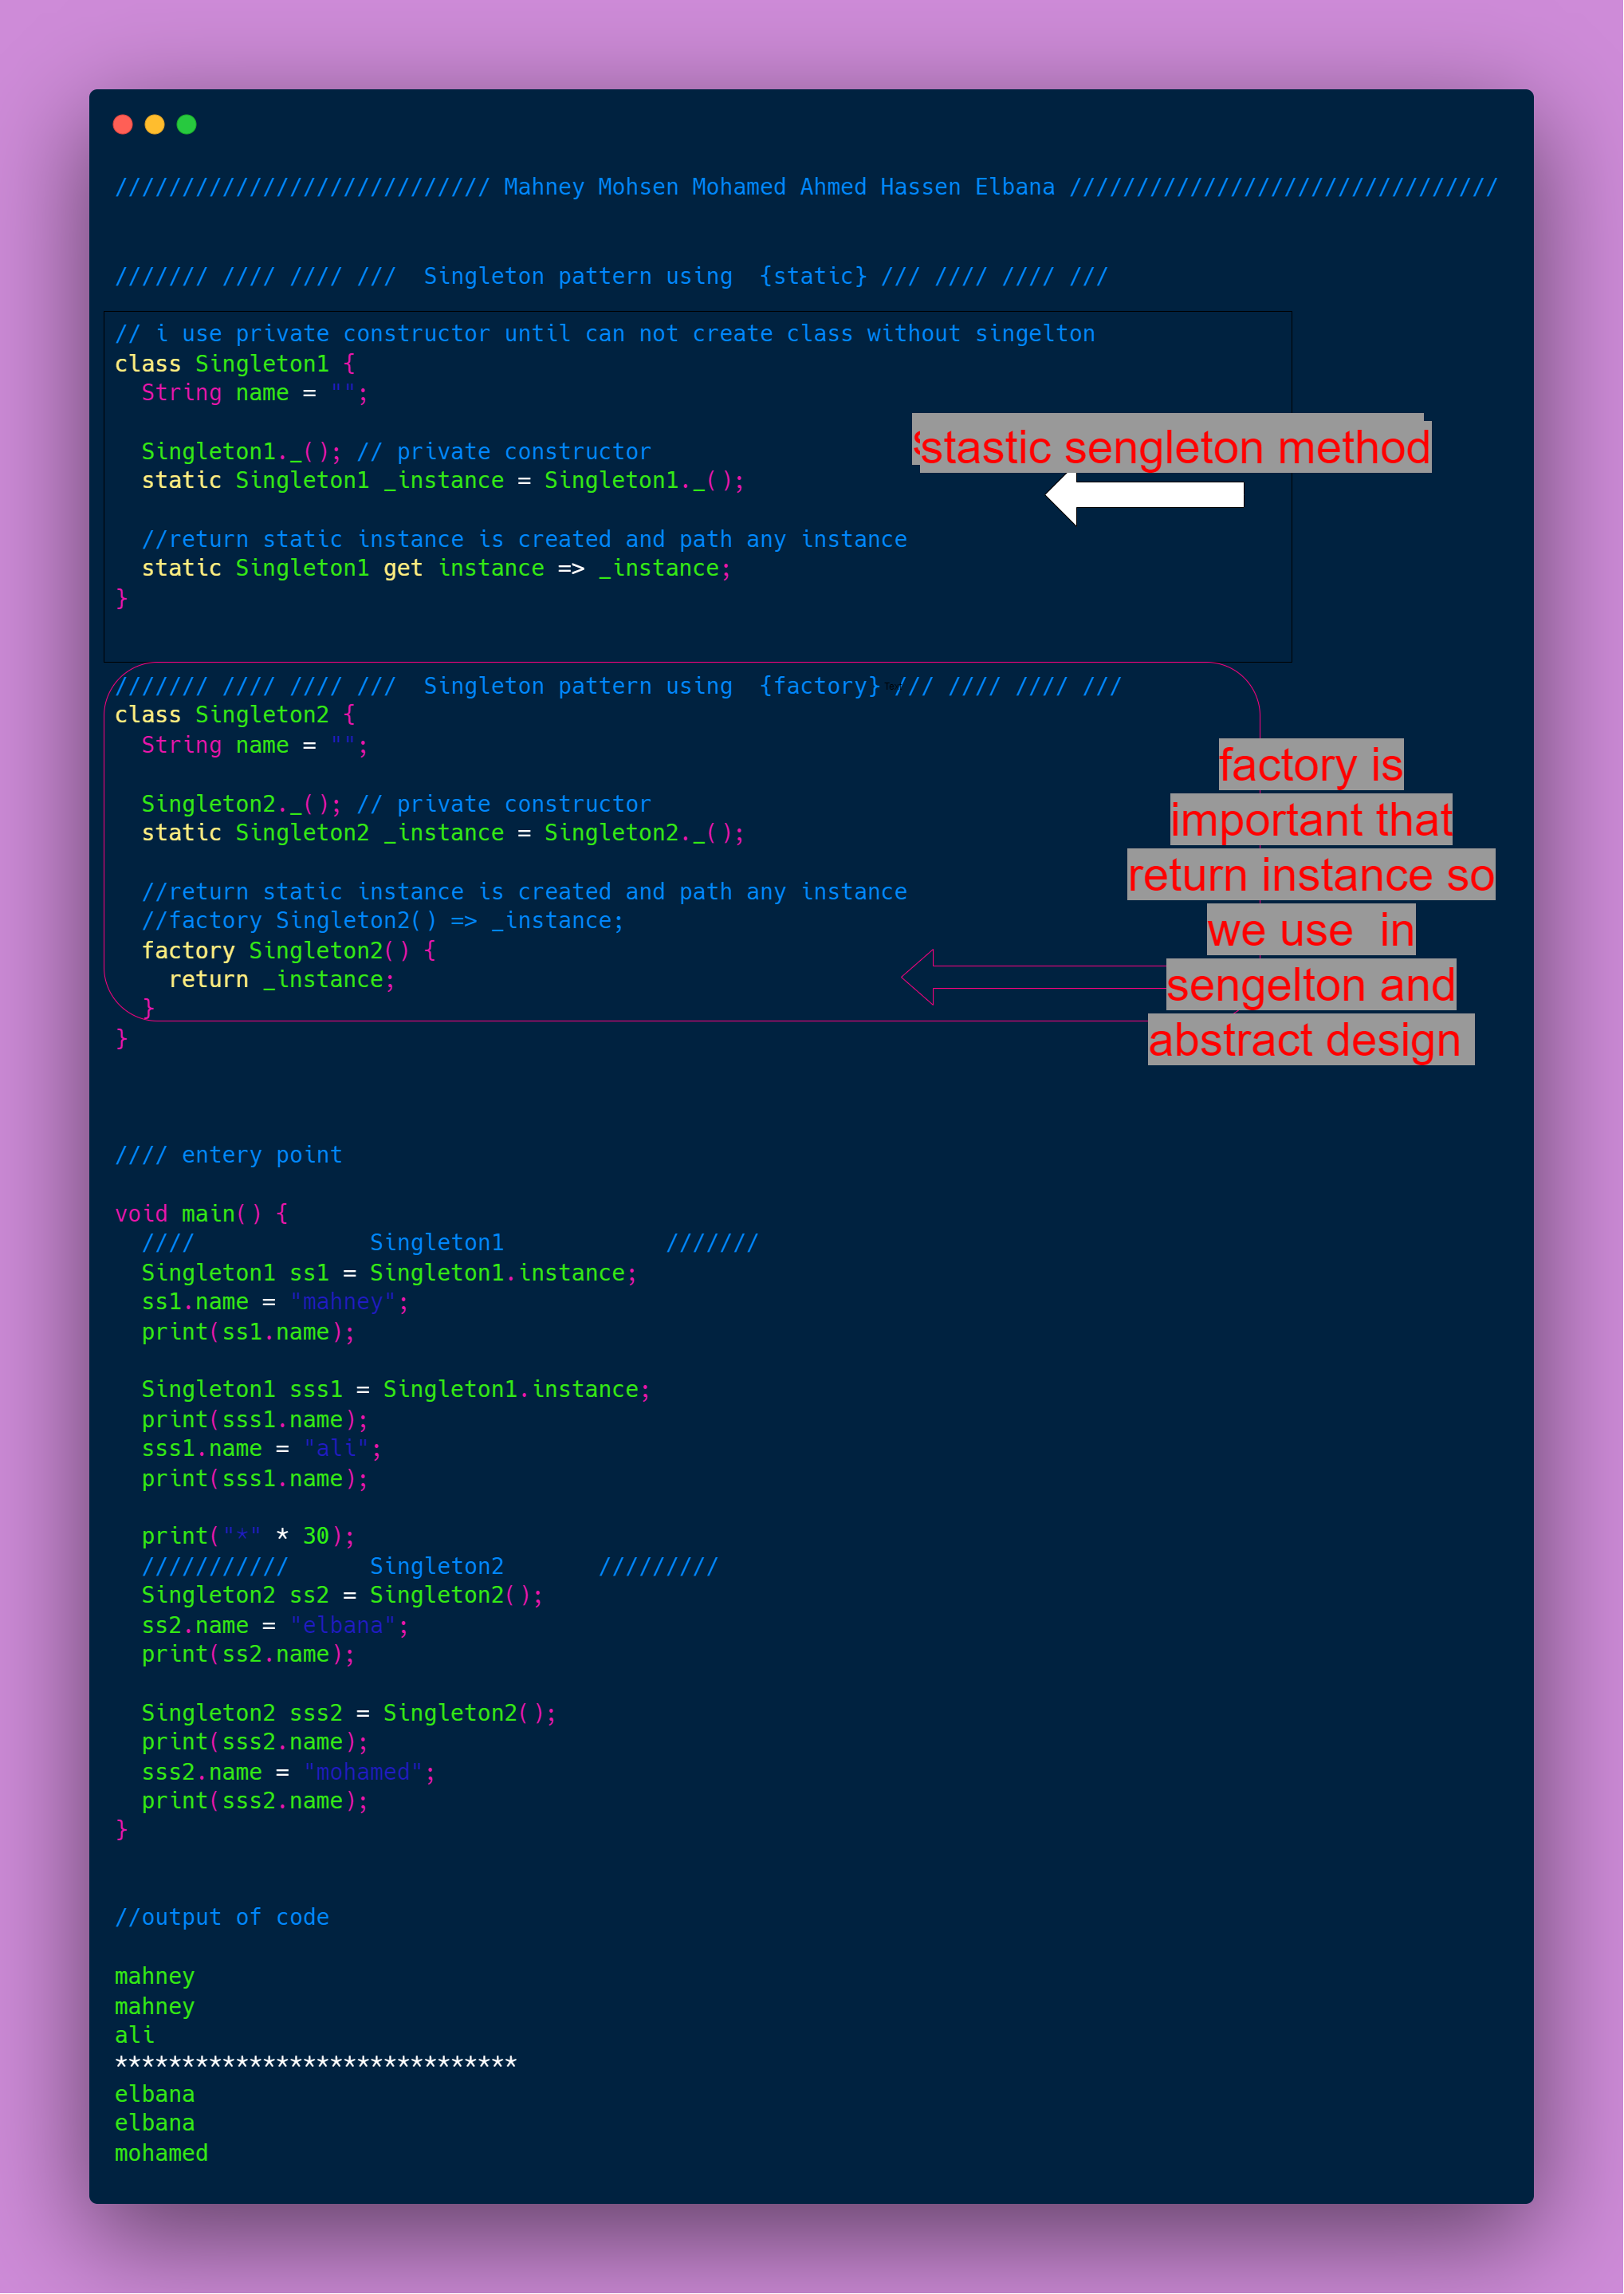 //////////////////////////// Mahney Mohsen Mohamed Ahmed Hassen Elbana ////////////////////////////////
/////// //// //// ///  Singleton pattern using  {static} /// //// //// ///
// i use private constructor until can not create class without singelton
class Singleton1 {
  String name = "";
  Singleton1._(); // private constructor
  static Singleton1 _instance = Singleton1._();
stastic sengleton method
  //return static instance is created and path any instance
  static Singleton1 get instance => _instance;
}
/////// //// //// ///  Singleton pattern using  {factory} /// //// //// ///
class Singleton2 {
  String name = "";
  Singleton2._(); // private constructor
  static Singleton2 _instance = Singleton2._();
  //return static instance is created and path any instance
  //factory Singleton2() => _instance;
  factory Singleton2() {
    return _instance;
  }
}
factory is
important that
return instance so
we use  in
sengelton and
abstract design
//// entery point
void main() {
  ////             Singleton1            ///////
  Singleton1 ss1 = Singleton1.instance;
  ss1.name = "mahney";
  print(ss1.name);
  Singleton1 sss1 = Singleton1.instance;
  print(sss1.name);
  sss1.name = "ali";
  print(sss1.name);
  print("*" * 30);
  ///////////      Singleton2       /////////
  Singleton2 ss2 = Singleton2();
  ss2.name = "elbana";
  print(ss2.name);
  Singleton2 sss2 = Singleton2();
  print(sss2.name);
  sss2.name = "mohamed";
  print(sss2.name);
}
//output of code
mahney
mahney
ali
******************************
elbana
elbana
mohamed